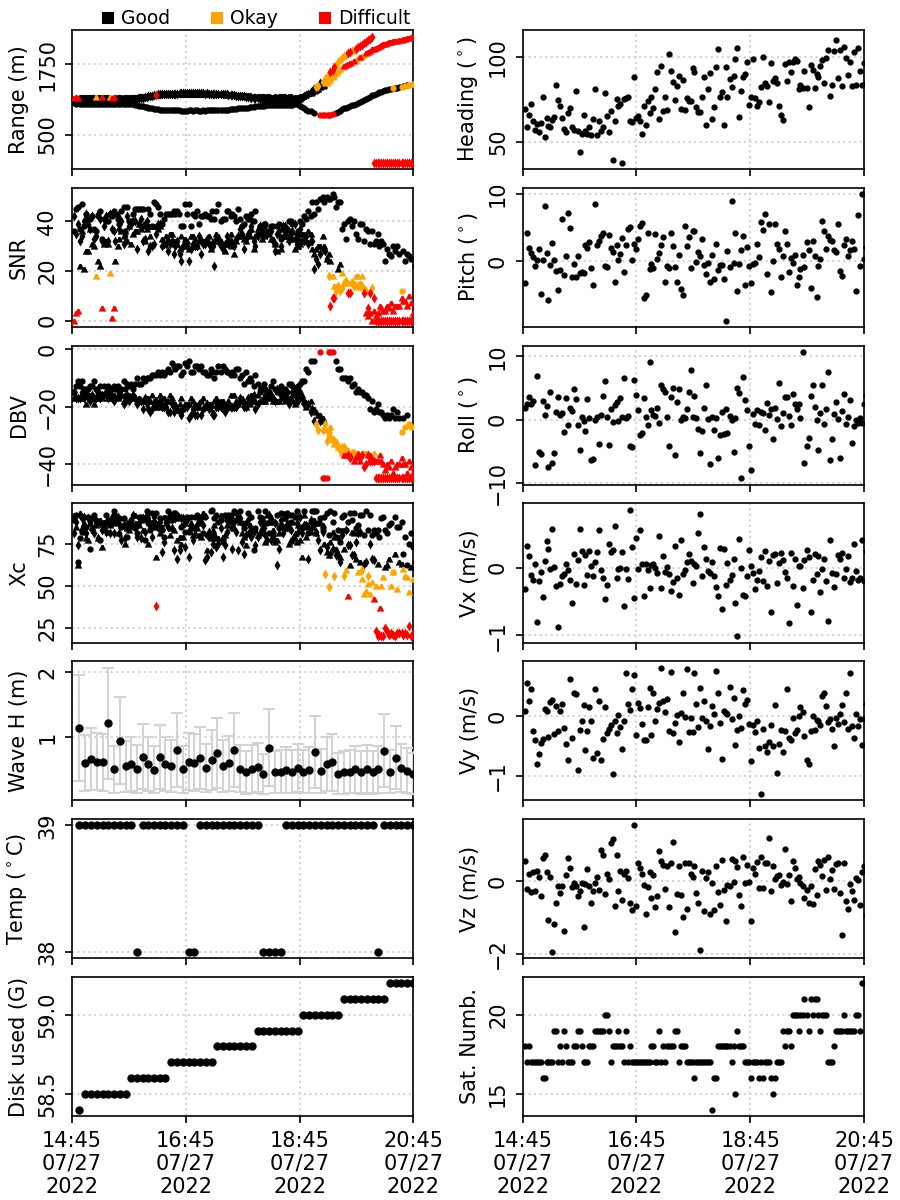 Good Okay Difficult
Range (m)
1750
500
Heading (°)
100
50
SNR
40
20
0
Pitch (°)
10
0
DBV
0
−20
−40
Roll (°)
10
0
−10
Xc
75
50
25
Vx (m/s)
0
−1
Wave H (m)
2
1
Vy (m/s)
0
−1
Temp (°C)
39
38
Vz (m/s)
0
−2
Disk used (G)
59.0
58.5
Sat. Numb.
20
15
14:45 16:45 18:45 20:45
07/27 07/27 07/27 07/27
2022 2022 2022 2022
14:45 16:45 18:45 20:45
07/27 07/27 07/27 07/27
2022 2022 2022 2022